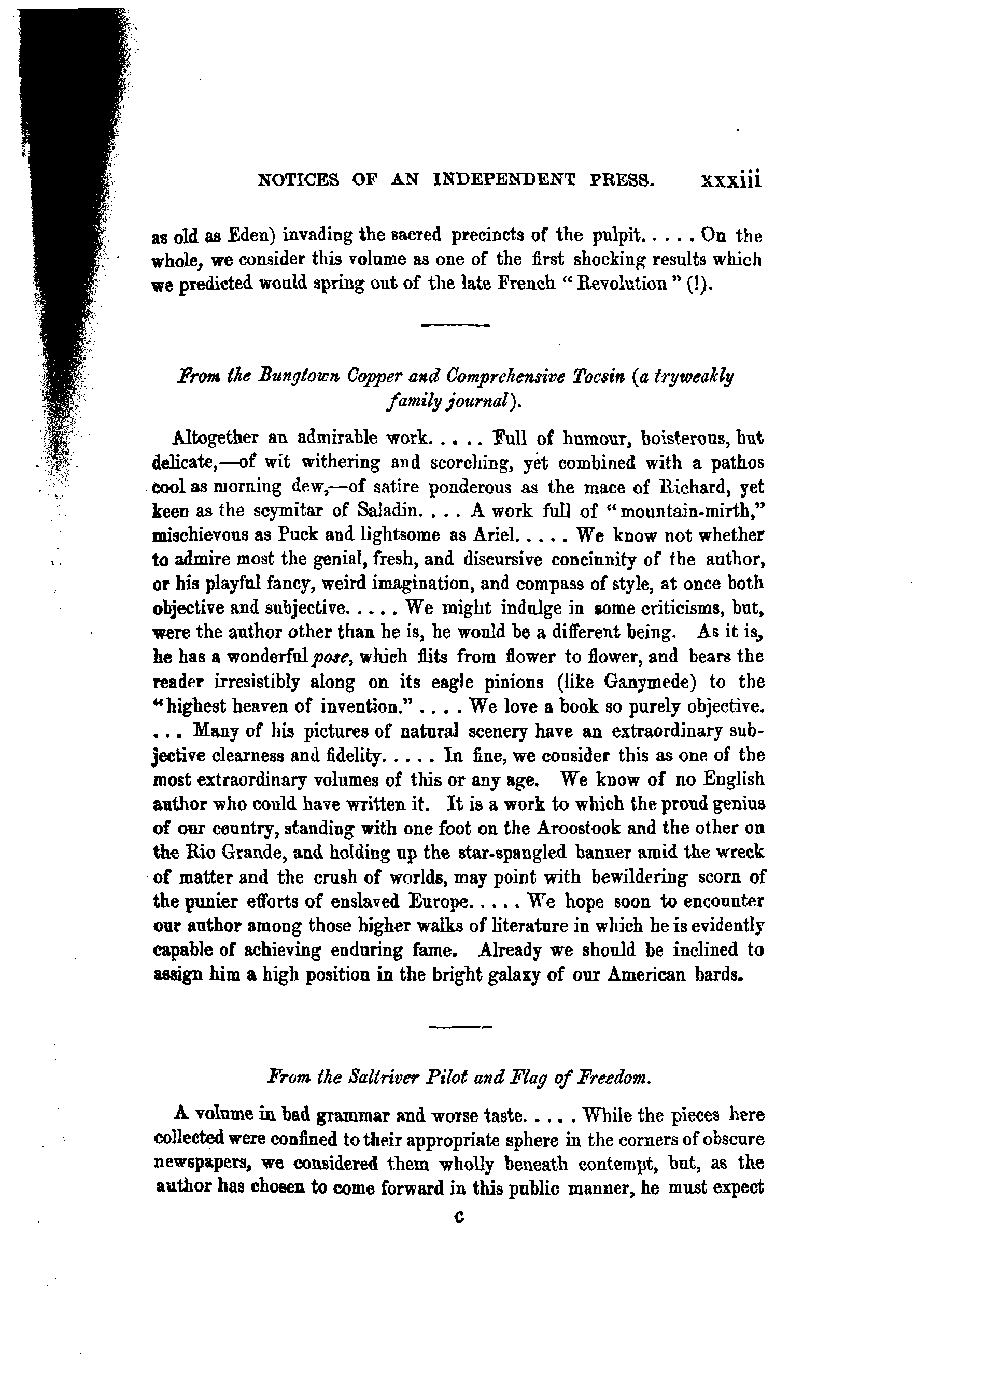 NOTICES OF AN INDEPENDENT PRESS. xxxiii
as old as Eden) invading the sacred precincts of the pulpit. . . . . On the
whole, we consider this volume as one of the first shocking results which
we predicted would spring out of the late French “Revolution” (!).
From the Bungtown Copper and Comprehensive Tocsin (a tryweakly
family journal).
Altogether an admirable work. . . . . Full of humour, boisterous, but
delicate,—of wit withering and scorching, yet combined with a pathos
cool as morning dew,—of satire ponderous as the mace of Richard, yet
keen as the scymitar of Saladin. . . . A work full of “mountain-mirth,”
mischievous as Puck and lightsome as Ariel. . . . . We know not whether
to admire most the genial, fresh, and discursive concinnity of the author,
or his playful fancy, weird imagination, and compass of style, at once both
objective and subjective. . . . . We might indulge in some criticisms, but,
were the author other than he is, he would be a different being. As it is,
he has a wonderful pose, which flits from flower to flower, and bears the
reader irresistibly along on its eagle pinions (like Ganymede) to the
“highest heaven of invention.” . . . . We love a book so purely objective.
. . . Many of his pictures of natural scenery have an extraordinary sub-
jective clearness and fidelity. . . . . In fine, we consider this as one of the
most extraordinary volumes of this or any age. We know of no English
author who could have written it. It is a work to which the proud genius
of our country, standing with one foot on the Aroostook and the other on
the Rio Grande, and holding up the star-spangled banner amid the wreck
of matter and the crush of worlds, may point with bewildering scorn of
the punier efforts of enslaved Europe. . . . . We hope soon to encounter
our author among those higher walks of literature in which he is evidently
capable of achieving enduring fame. Already we should be inclined to
assign him a high position in the bright galaxy of our American bards.
From the Saltriver Pilot and Flag of Freedom.
A volume in bad grammar and worse taste. . . . . While the pieces here
collected were confined to their appropriate sphere in the corners of obscure
newspapers, we considered them wholly beneath contempt, but, as the
author has chosen to come forward in this public manner, he must expect
C